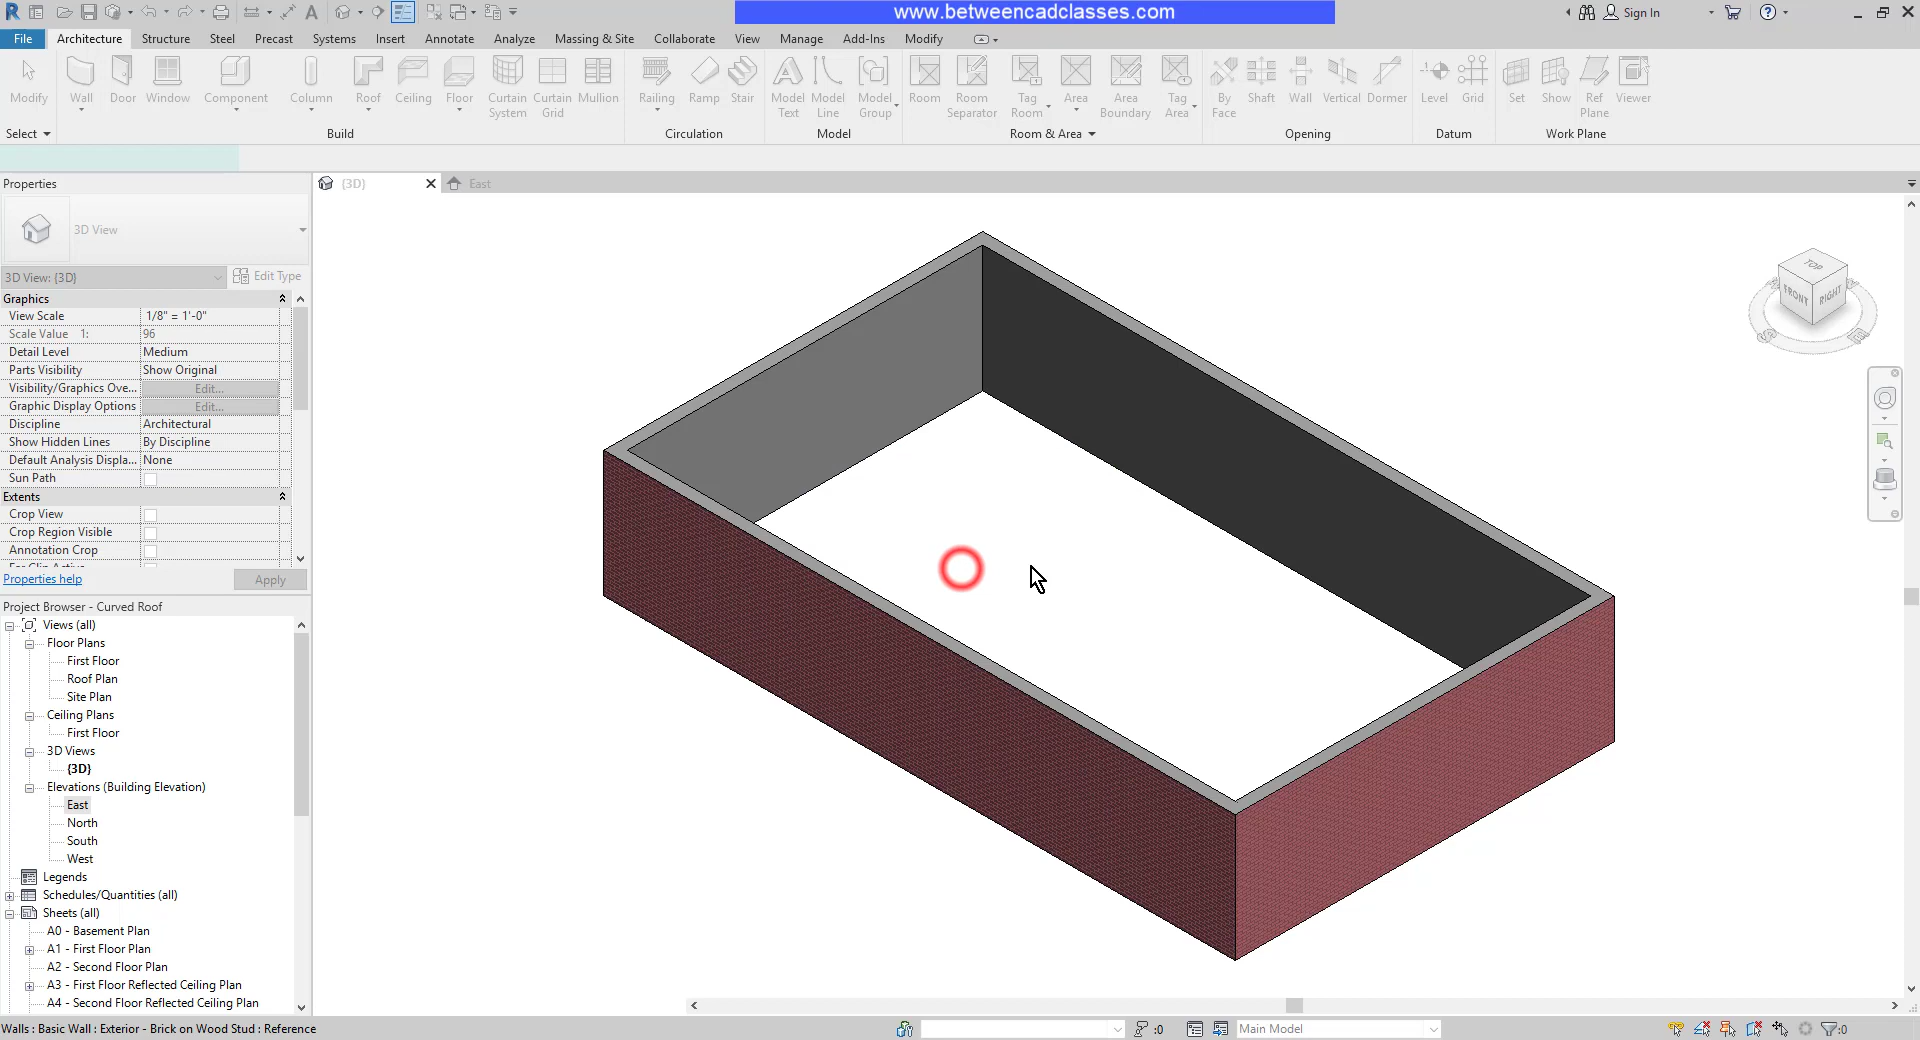 www.betweencadclasses.com
Sign In
File Architecture Structure Steel Precast Systems Insert Annotate Analyze Massing & Site Collaborate View Manage Add-Ins Modify
Modify Wall Door Window Component Column Roof Ceiling Floor Curtain System Curtain Grid Mullion Railing Ramp Stair Model Text Model Line Model Group Room Room Separator Tag Room Area Area Boundary Tag Area By Face Shaft Wall Vertical Dormer Level Grid Set Show Ref Plane Viewer
Select Build Circulation Model Room & Area Opening Datum Work Plane
Properties
{3D} East
3D View
3D View: {3D} Edit Type
Graphics
View Scale 1/8" = 1'-0"
Scale Value 1: 96
Detail Level Medium
Parts Visibility Show Original
Visibility/Graphics Ove... Edit...
Graphic Display Options Edit...
Discipline Architectural
Show Hidden Lines By Discipline
Default Analysis Displa... None
Sun Path
Extents
Crop View
Crop Region Visible
Annotation Crop
Properties help Apply
TOP
FRONT RIGHT
S E
Project Browser - Curved Roof
Views (all)
Floor Plans
First Floor
Roof Plan
Site Plan
Ceiling Plans
First Floor
3D Views
{3D}
Elevations (Building Elevation)
East
North
South
West
Legends
Schedules/Quantities (all)
Sheets (all)
A0 - Basement Plan
A1 - First Floor Plan
A2 - Second Floor Plan
A3 - First Floor Reflected Ceiling Plan
A4 - Second Floor Reflected Ceiling Plan
Walls : Basic Wall : Exterior - Brick on Wood Stud : Reference :0 Main Model :0